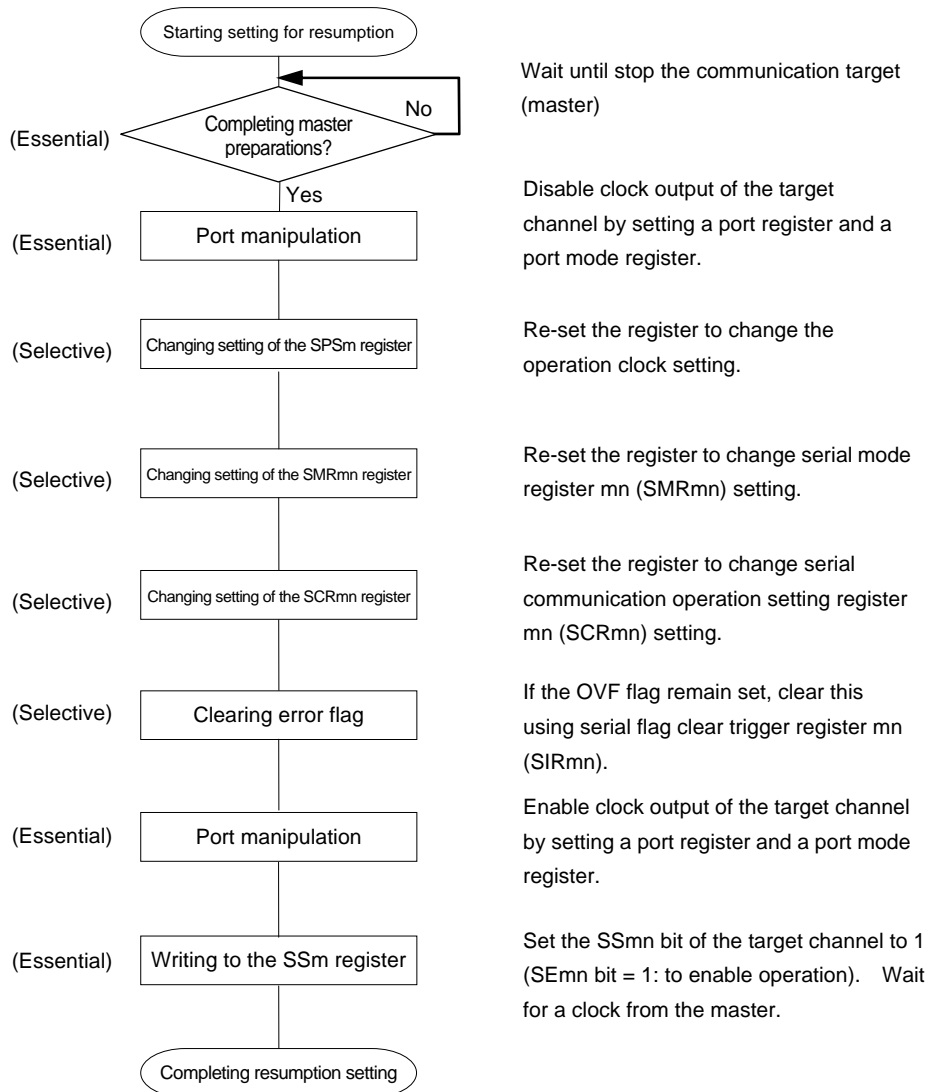 Starting setting for resumption
Wait until stop the communication target
(master)
No
(Essential)
Completing master
preparations?
Yes
Disable clock output of the target
channel by setting a port register and a
port mode register.
(Essential)
Port manipulation
(Selective)
Changing setting of the SPSm register
Re-set the register to change the
operation clock setting.
(Selective)
Changing setting of the SMRmn register
Re-set the register to change serial mode
register mn (SMRmn) setting.
(Selective)
Changing setting of the SCRmn register
Re-set the register to change serial
communication operation setting register
mn (SCRmn) setting.
(Selective)
Clearing error flag
If the OVF flag remain set, clear this
using serial flag clear trigger register mn
(SIRmn).
(Essential)
Port manipulation
Enable clock output of the target channel
by setting a port register and a port mode
register.
(Essential)
Writing to the SSm register
Set the SSmn bit of the target channel to 1
(SEmn bit = 1: to enable operation). Wait
for a clock from the master.
Completing resumption setting